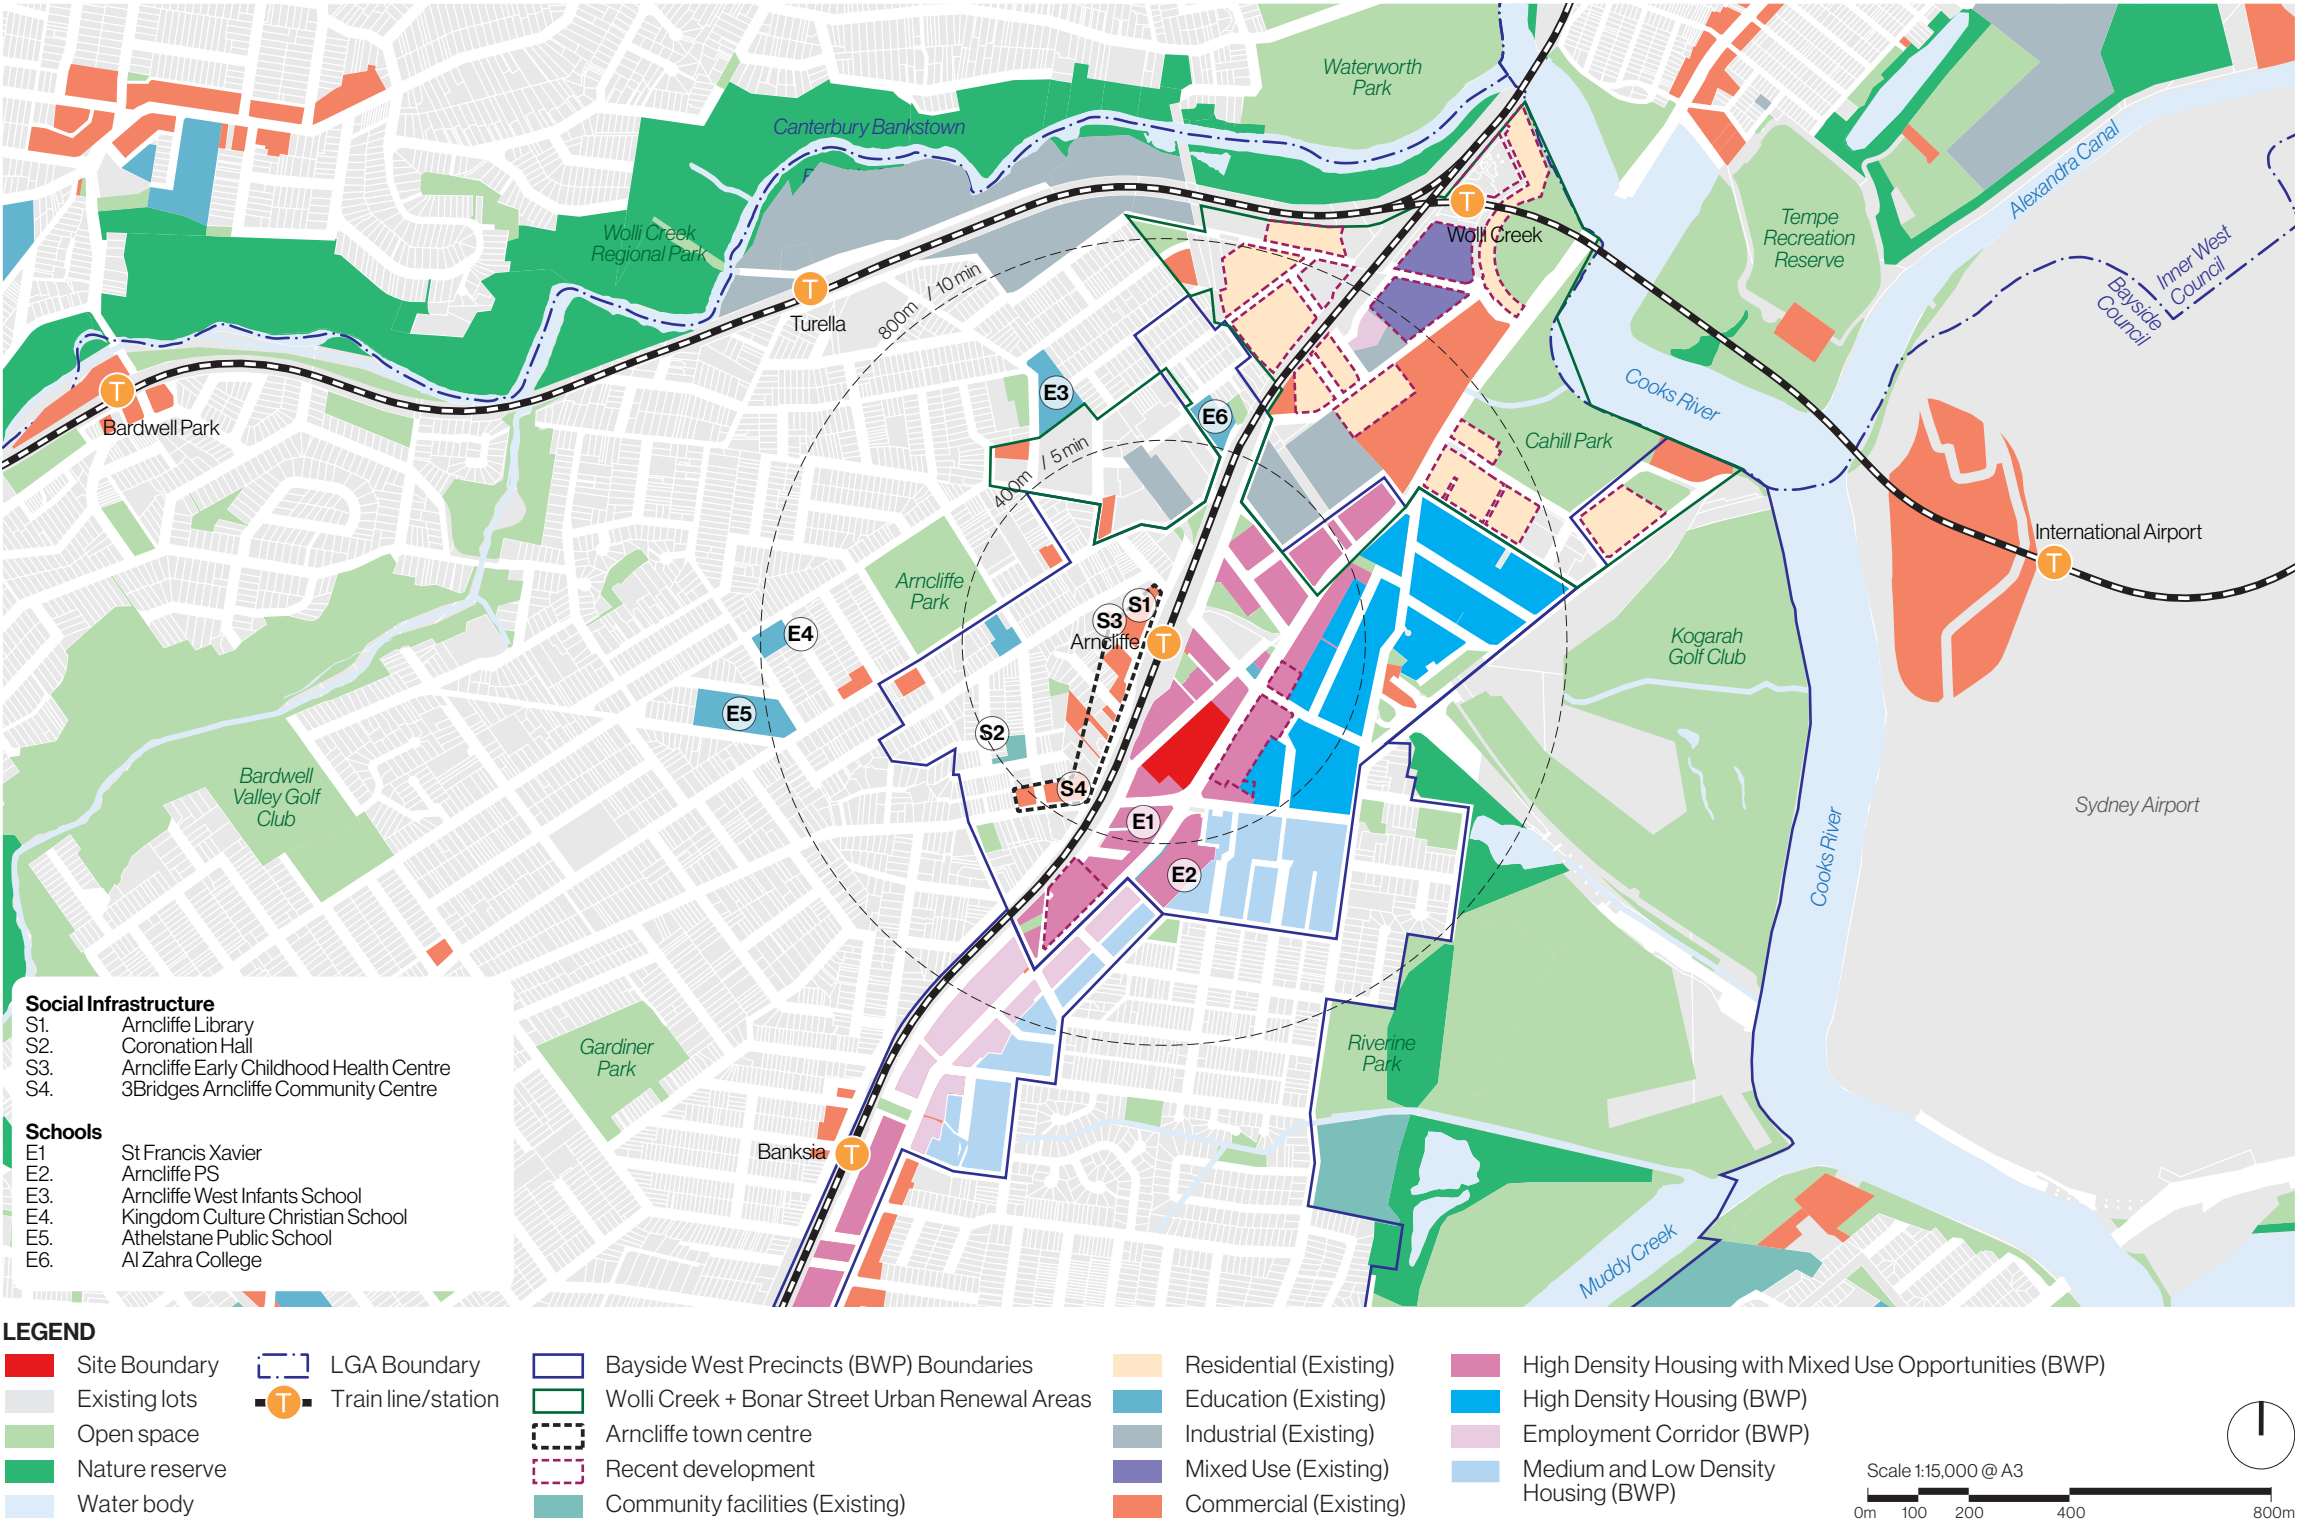 Waterworth
Park
Canterbury Bankstown
Alexandra Canal
Wolli Creek
Regional Park
Tempe
Recreation
Reserve
Wolli Creek
Inner West
Council
Bayside
Council
800m / 10 min
Turella
E3
E6
Cooks River
Bardwell Park
Cahill Park
400m / 5 min
International Airport
Arncliffe
Park
S1
S3
E4
Arncliffe
Kogarah
Golf Club
E5
S2
Bardwell
Valley Golf
Club
S4
Sydney Airport
E1
Cooks River
E2
Gardiner
Park
Riverine
Park
Banksia
Muddy Creek
T
T
T
T
T
T
Social Infrastructure
S1. Arncliffe Library
S2. Coronation Hall
S3. Arncliffe Early Childhood Health Centre
S4. 3Bridges Arncliffe Community Centre
Schools
E1 St Francis Xavier
E2. Arncliffe PS
E3. Arncliffe West Infants School
E4. Kingdom Culture Christian School
E5. Athelstane Public School
E6. Al Zahra College
LEGEND
Site Boundary
Existing lots
Open space
Nature reserve
Water body
LGA Boundary
T Train line/station
Bayside West Precincts (BWP) Boundaries
Wolli Creek + Bonar Street Urban Renewal Areas
Arncliffe town centre
Recent development
Community facilities (Existing)
Residential (Existing)
Education (Existing)
Industrial (Existing)
Mixed Use (Existing)
Commercial (Existing)
High Density Housing with Mixed Use Opportunities (BWP)
High Density Housing (BWP)
Employment Corridor (BWP)
Medium and Low Density
Housing (BWP)
Scale 1:15,000 @ A3
0m 100 200 400 800m